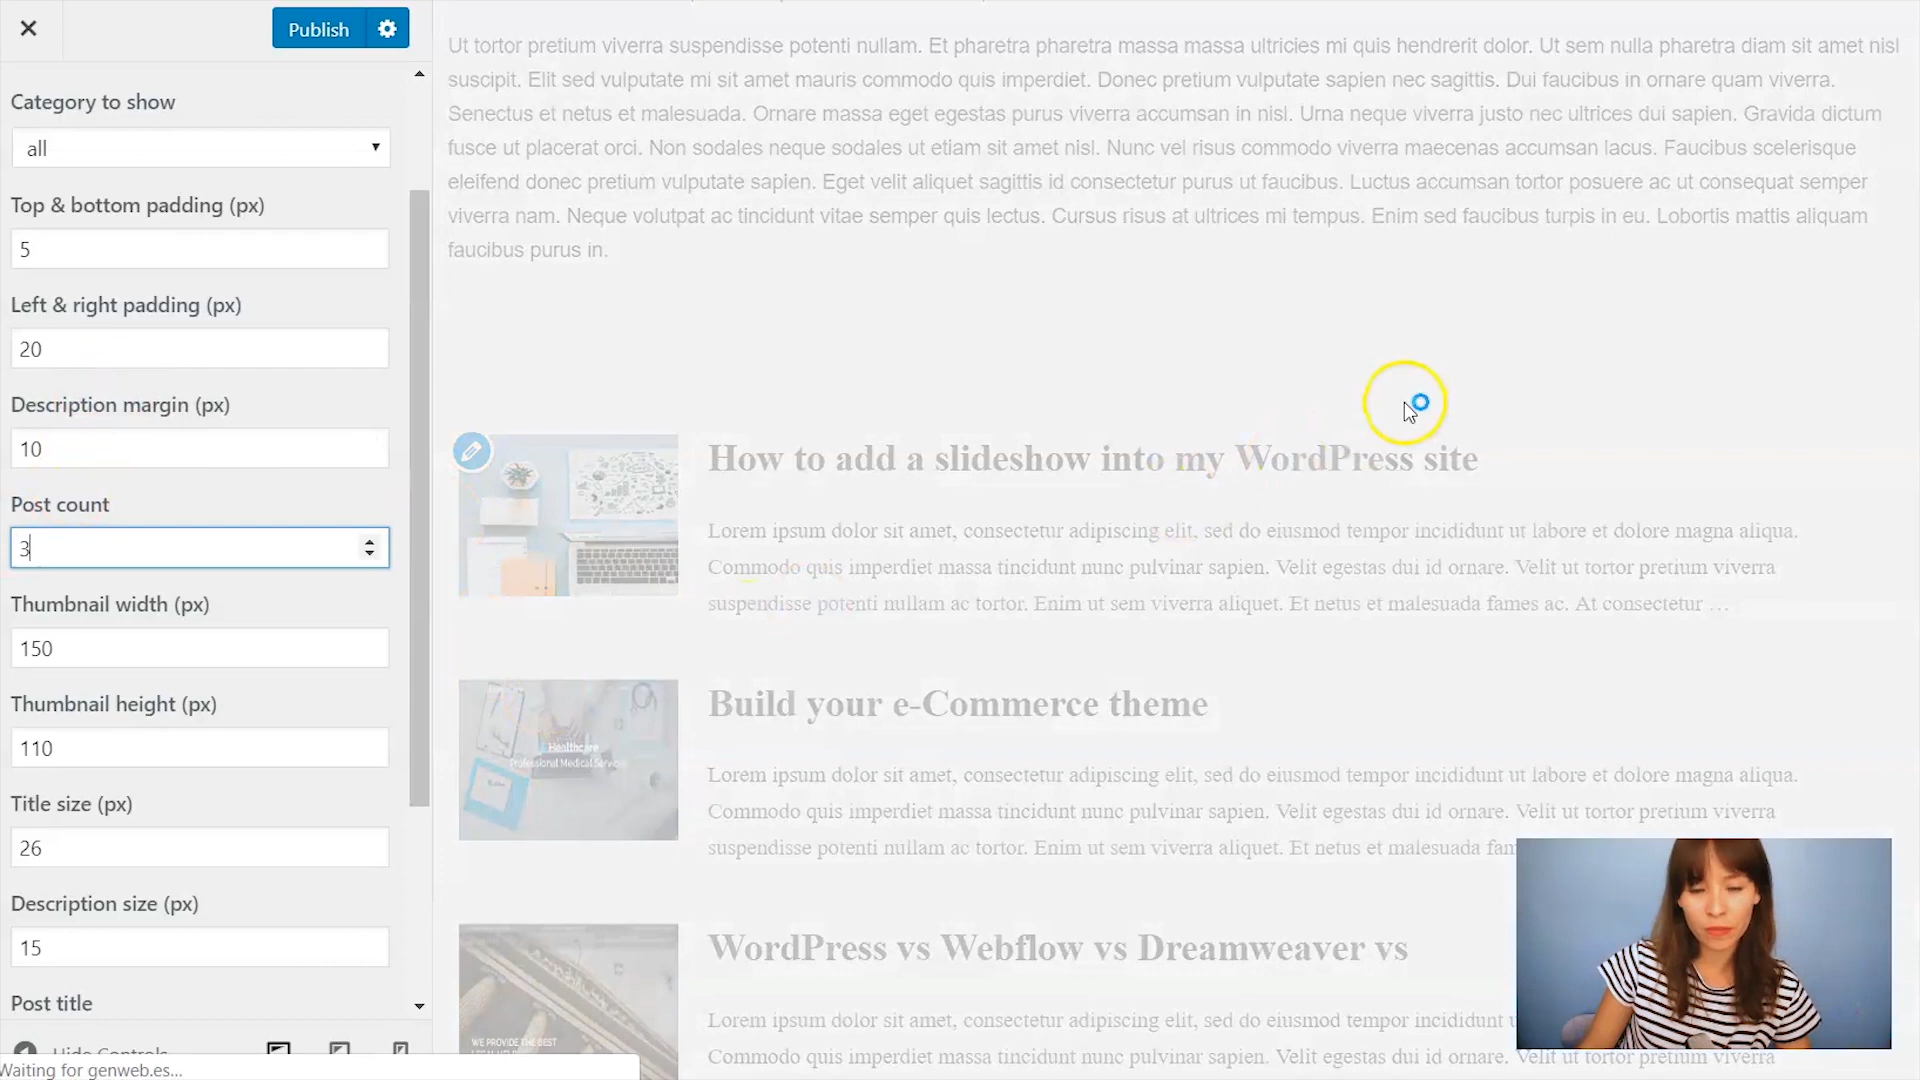 Publish
Category to show
all
Top & bottom padding (px)
5
Left & right padding (px)
20
Description margin (px)
10
Post count
3
Thumbnail width (px)
150
Thumbnail height (px)
110
Title size (px)
26
Description size (px)
15
Post title
Hide Controls
Waiting for genweb.es...
Ut tortor pretium viverra suspendisse potenti nullam. Et pharetra pharetra massa massa ultricies mi quis hendrerit dolor. Ut sem nulla pharetra diam sit amet nisl
suscipit. Elit sed vulputate mi sit amet mauris commodo quis imperdiet. Donec pretium vulputate sapien nec sagittis. Dui faucibus in ornare quam viverra.
Senectus et netus et malesuada. Ornare massa eget egestas purus viverra accumsan in nisl. Urna neque viverra justo nec ultrices dui sapien. Gravida dictum
fusce ut placerat orci. Non sodales neque sodales ut etiam sit amet nisl. Nunc vel risus commodo viverra maecenas accumsan lacus. Faucibus scelerisque
eleifend donec pretium vulputate sapien. Eget velit aliquet sagittis id consectetur purus ut faucibus. Luctus accumsan tortor posuere ac ut consequat semper
viverra nam. Neque volutpat ac tincidunt vitae semper quis lectus. Cursus risus at ultrices mi tempus. Enim sed faucibus turpis in eu. Lobortis mattis aliquam
faucibus purus in.
How to add a slideshow into my WordPress site
Lorem ipsum dolor sit amet, consectetur adipiscing elit, sed do eiusmod tempor incididunt ut labore et dolore magna aliqua.
Commodo quis imperdiet massa tincidunt nunc pulvinar sapien. Velit egestas dui id ornare. Velit ut tortor pretium viverra
suspendisse potenti nullam ac tortor. Enim ut sem viverra aliquet. Et netus et malesuada fames ac. At consectetur …
Healthcare
Professional Medical Services
Build your e-Commerce theme
Lorem ipsum dolor sit amet, consectetur adipiscing elit, sed do eiusmod tempor incididunt ut labore et dolore magna aliqua.
Commodo quis imperdiet massa tincidunt nunc pulvinar sapien. Velit egestas dui id ornare. Velit ut tortor pretium viverra
suspendisse potenti nullam ac tortor. Enim ut sem viverra aliquet. Et netus et malesuada fam
WE PROVIDE THE BEST
WordPress vs Webflow vs Dreamweaver vs
Lorem ipsum dolor sit amet, consectetur adipiscing elit, sed do eiusmod tempor incididunt
Commodo quis imperdiet massa tincidunt nunc pulvinar sapien. Velit egestas dui id ornare. Velit ut tortor pretium viverra